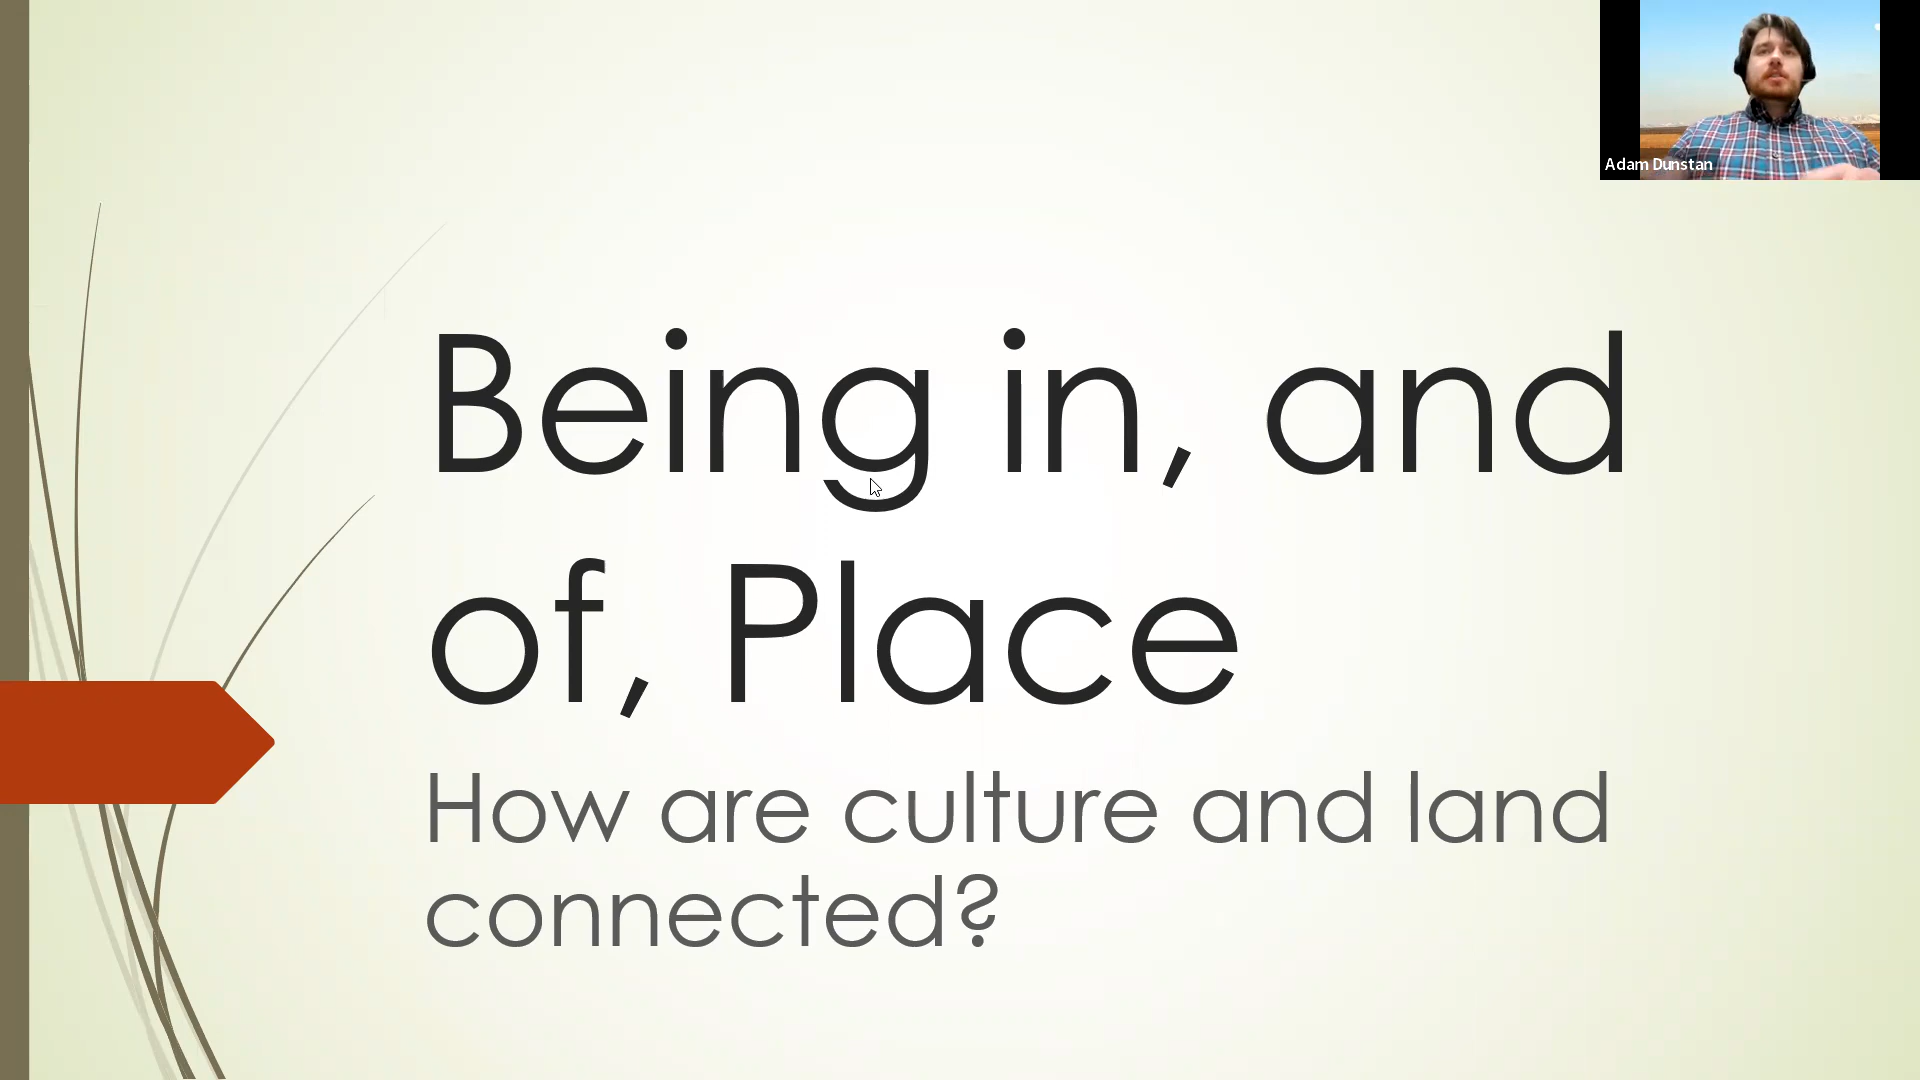 Adam Dunstan
Being in, and
of, Place
How are culture and land
connected?